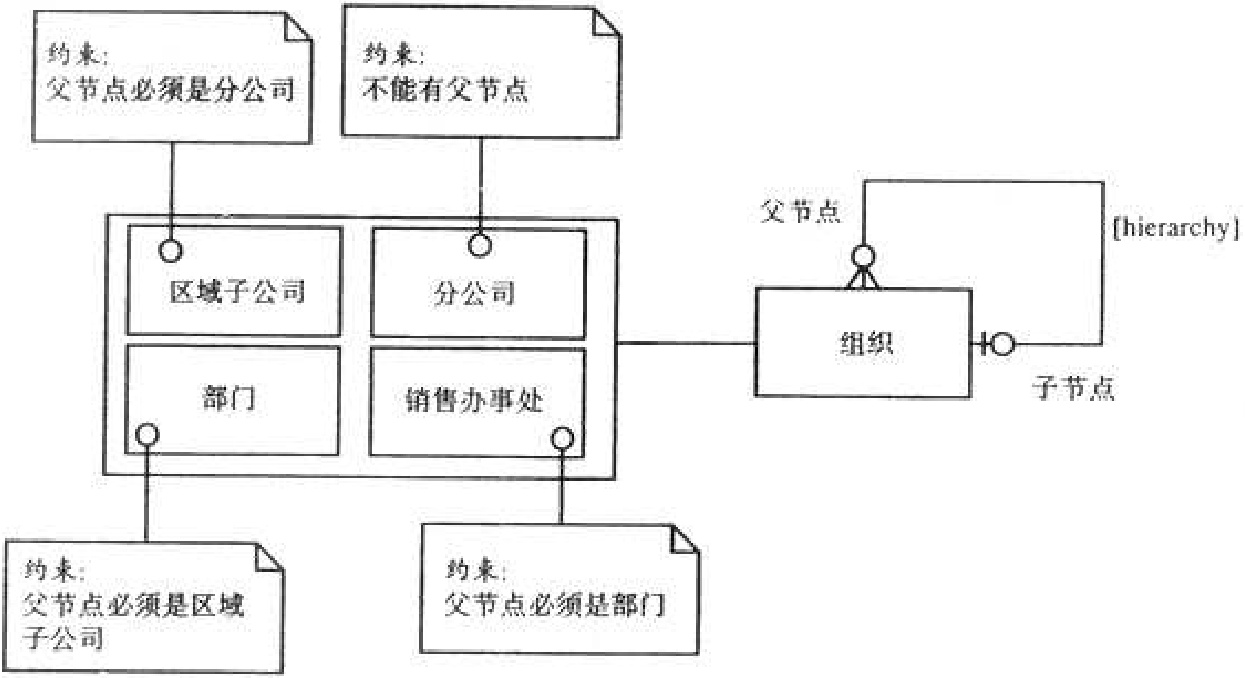 约束:
父节点必须是分公司
约束:
不能有父节点
父节点
[hierarchy]
区域子公司
分公司
组织
部门
销售办事处
子节点
约束:
父节点必须是区域
子公司
约束:
父节点必须是部门